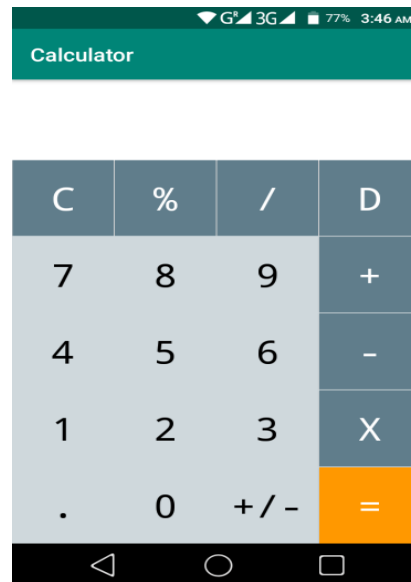 G R 3G 77% 3:46 AM
Calculator
C % / D
7 8 9 +
4 5 6 -
1 2 3 X
. 0 +/- =